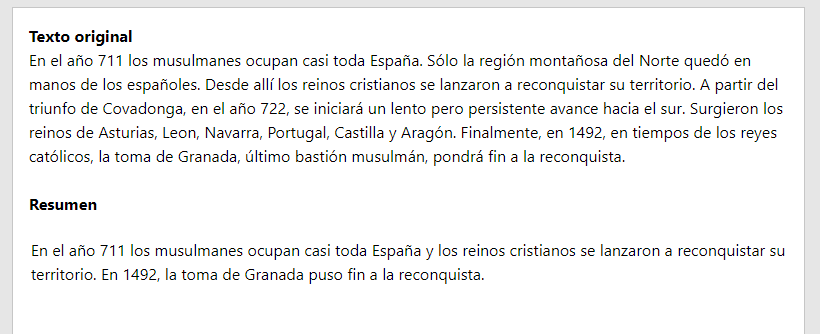 Texto original
En el año 711 los musulmanes ocupan casi toda España. Sólo la región montañosa del Norte quedó en
manos de los españoles. Desde allí los reinos cristianos se lanzaron a reconquistar su territorio. A partir del
triunfo de Covadonga, en el año 722, se iniciará un lento pero persistente avance hacia el sur. Surgieron los
reinos de Asturias, Leon, Navarra, Portugal, Castilla y Aragón. Finalmente, en 1492, en tiempos de los reyes
católicos, la toma de Granada, último bastión musulmán, pondrá fin a la reconquista.
Resumen
En el año 711 los musulmanes ocupan casi toda España y los reinos cristianos se lanzaron a reconquistar su
territorio. En 1492, la toma de Granada puso fin a la reconquista.